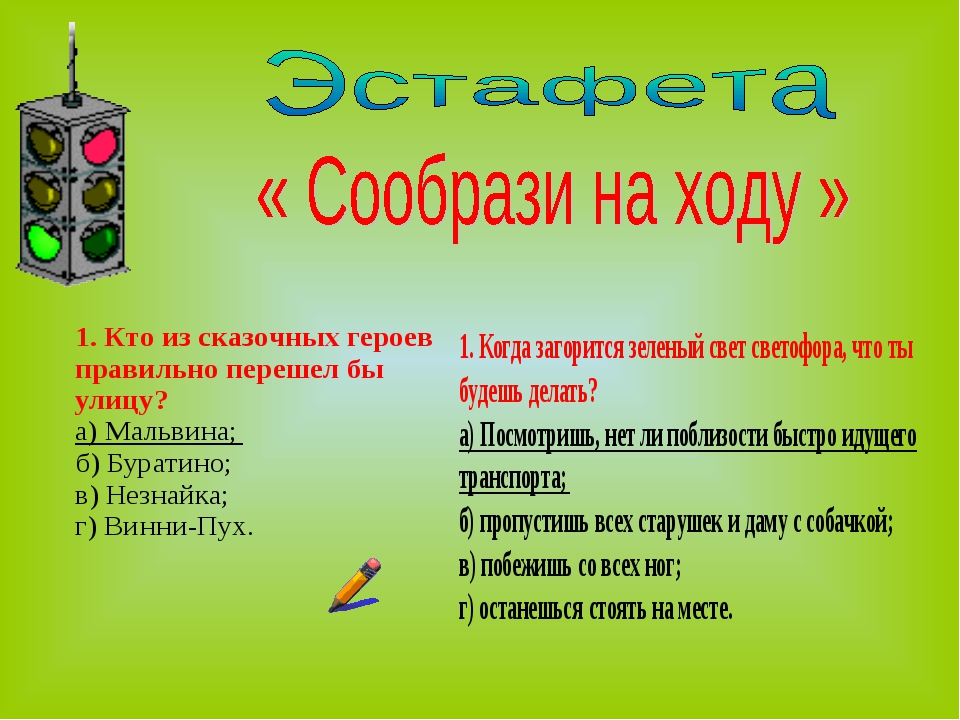 Эстафета
« Сообрази на ходу »
1. Кто из сказочных героев
правильно перешел бы
улицу?
а) Мальвина;
б) Буратино;
в) Незнайка;
г) Винни-Пух.
1. Когда загорится зеленый свет светофора, что ты
будешь делать?
а) Посмотришь, нет ли поблизости быстро идущего
транспорта;
б) пропустишь всех старушек и даму с собачкой;
в) побежишь со всех ног;
г) останешься стоять на месте.